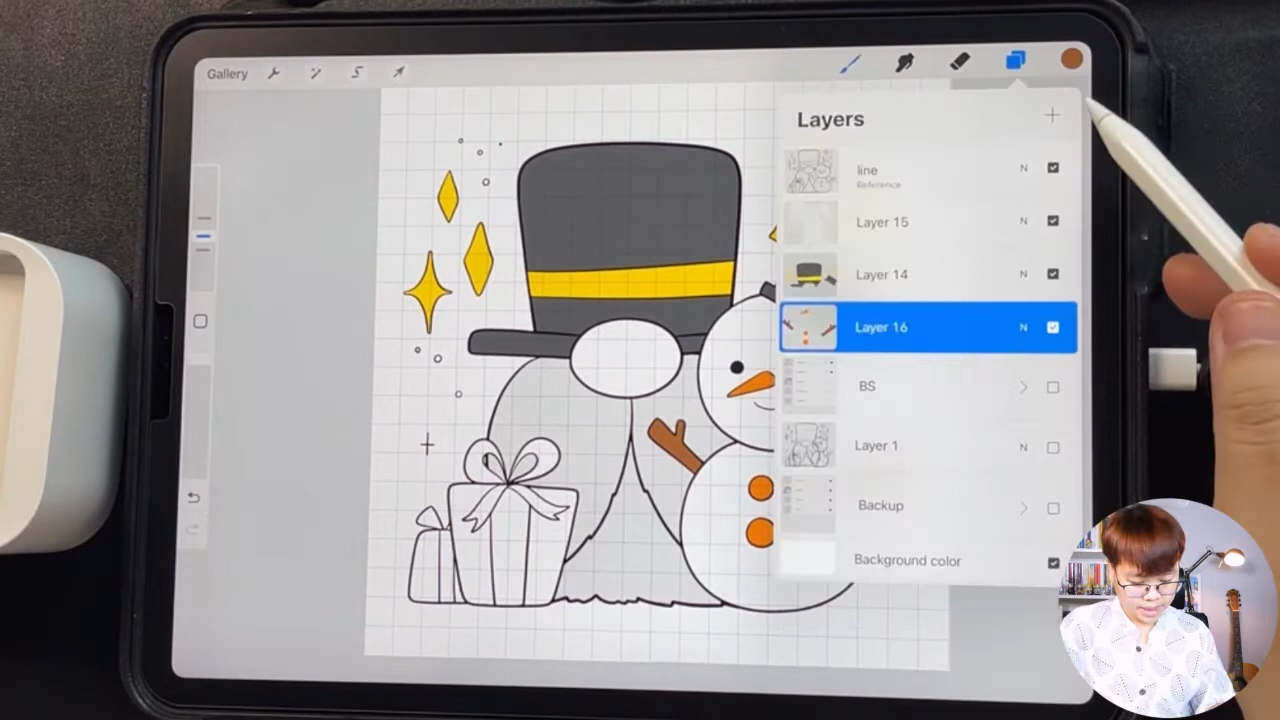 Gallery
Layers
line
N
Reference
Layer 15
N
Layer 14
N
Layer 16
N
BS
Layer 1
N
Backup
Background color